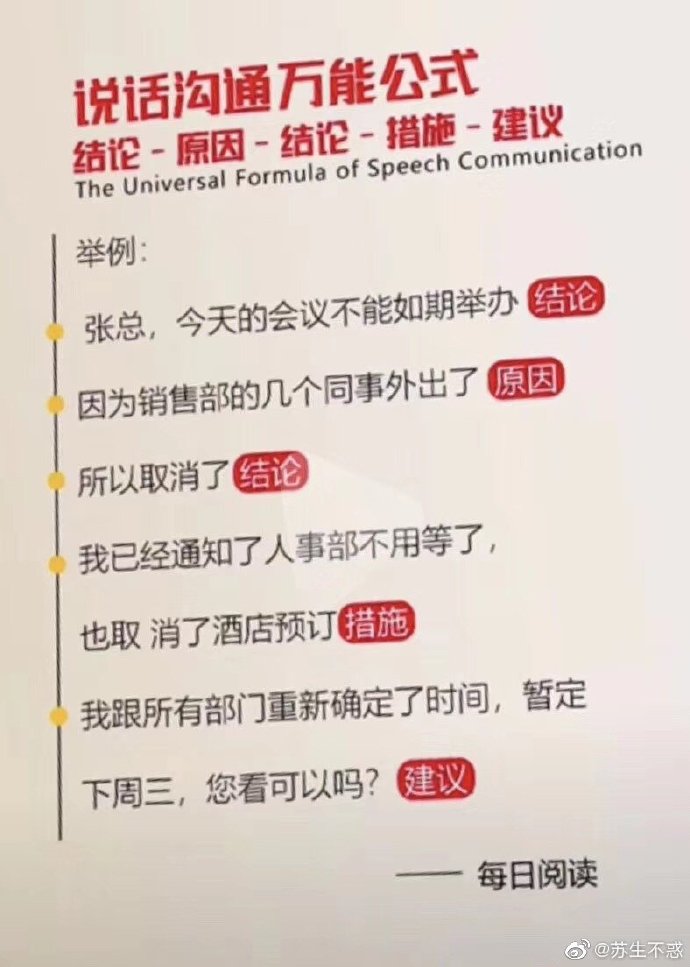 说话沟通万能公式
结论-原因-结论-措施-建议
The Universal Formula of Speech Communication
举例：
张总，今天的会议不能如期举办 结论
因为销售部的几个同事外出了 原因
所以取消了 结论
我已经通知了人事部不用等了，
也取 消了酒店预订 措施
我跟所有部门重新确定了时间，暂定
下周三，您看可以吗？ 建议
—— 每日阅读
@苏生不惑